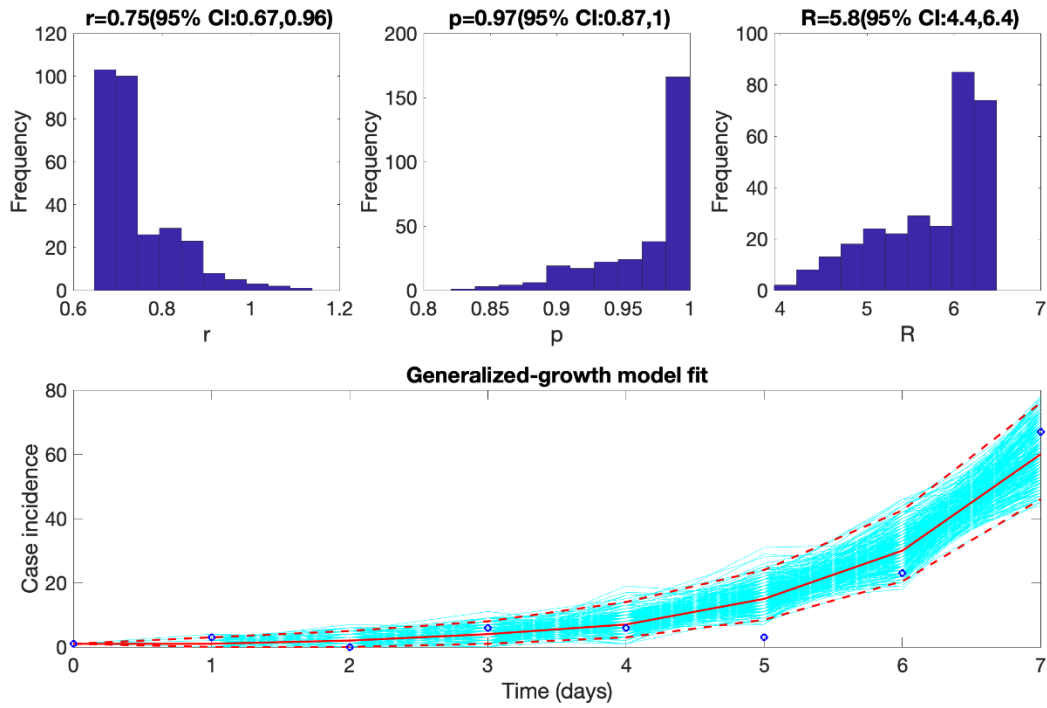 r=0.75(95% CI:0.67,0.96)
120
100
80
60
40
20
0
Frequency
0.6 0.8 1 1.2
r
p=0.97(95% CI:0.87,1)
200
150
100
50
0
Frequency
0.8 0.85 0.9 0.95 1
p
R=5.8(95% CI:4.4,6.4)
100
80
60
40
20
0
Frequency
4 5 6 7
R
Generalized-growth model fit
80
60
40
20
0
Case incidence
0 1 2 3 4 5 6 7
Time (days)